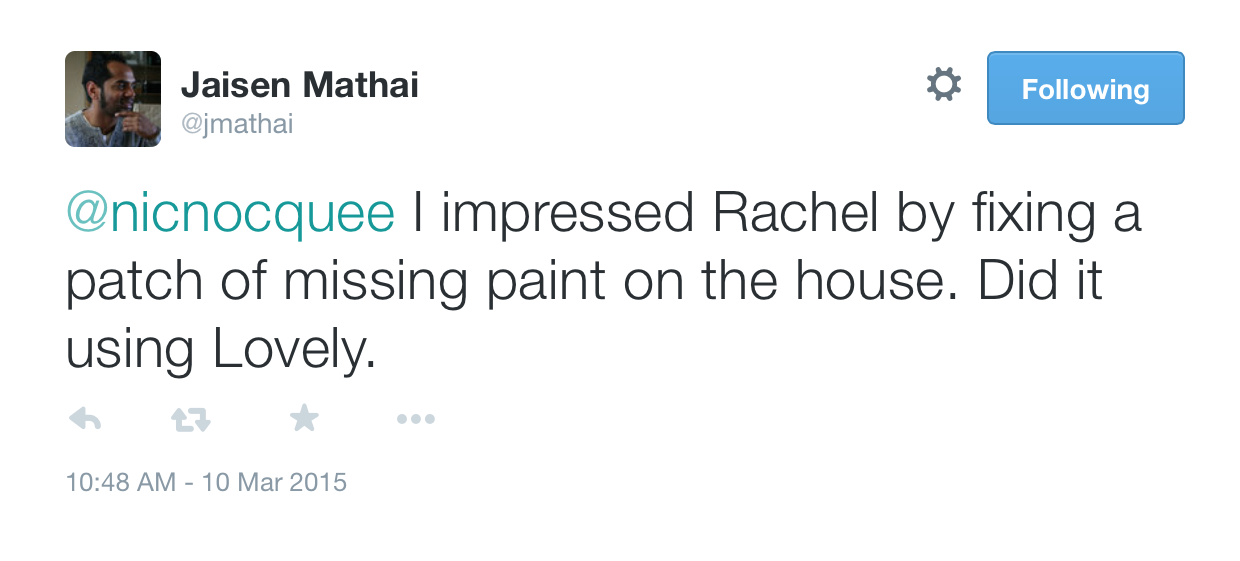 Jaisen Mathai
@jmathai
Following
@nicnocquee I impressed Rachel by fixing a
patch of missing paint on the house. Did it
using Lovely.
10:48 AM - 10 Mar 2015